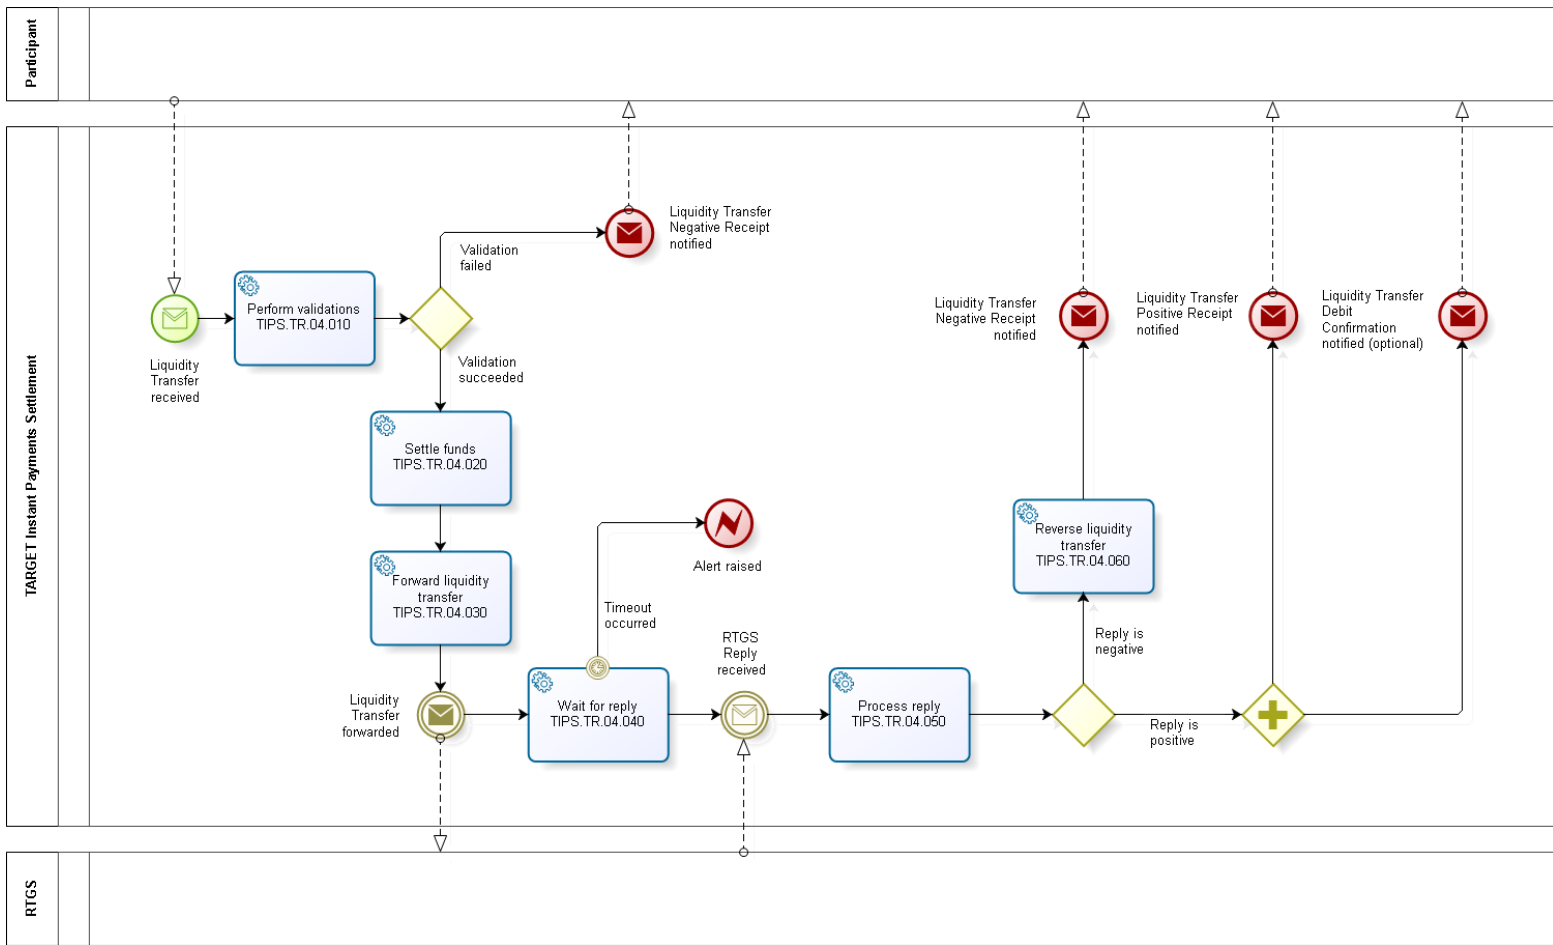 Participant
TARGET Instant Payments Settlement
RTGS
Liquidity
Transfer
received
Perform validations
TIPS.TR.04.010
Validation
failed
Liquidity Transfer
Negative Receipt
notified
Validation
succeeded
Settle funds
TIPS.TR.04.020
Forward liquidity
transfer
TIPS.TR.04.030
Liquidity
Transfer
forwarded
Wait for reply
TIPS.TR.04.040
Timeout
occurred
Alert raised
RTGS
Reply
received
Process reply
TIPS.TR.04.050
Reply is
negative
Reverse liquidity
transfer
TIPS.TR.04.060
Liquidity Transfer
Negative Receipt
notified
Reply is
positive
Liquidity Transfer
Positive Receipt
notified
Liquidity Transfer
Debit
Confirmation
notified (optional)